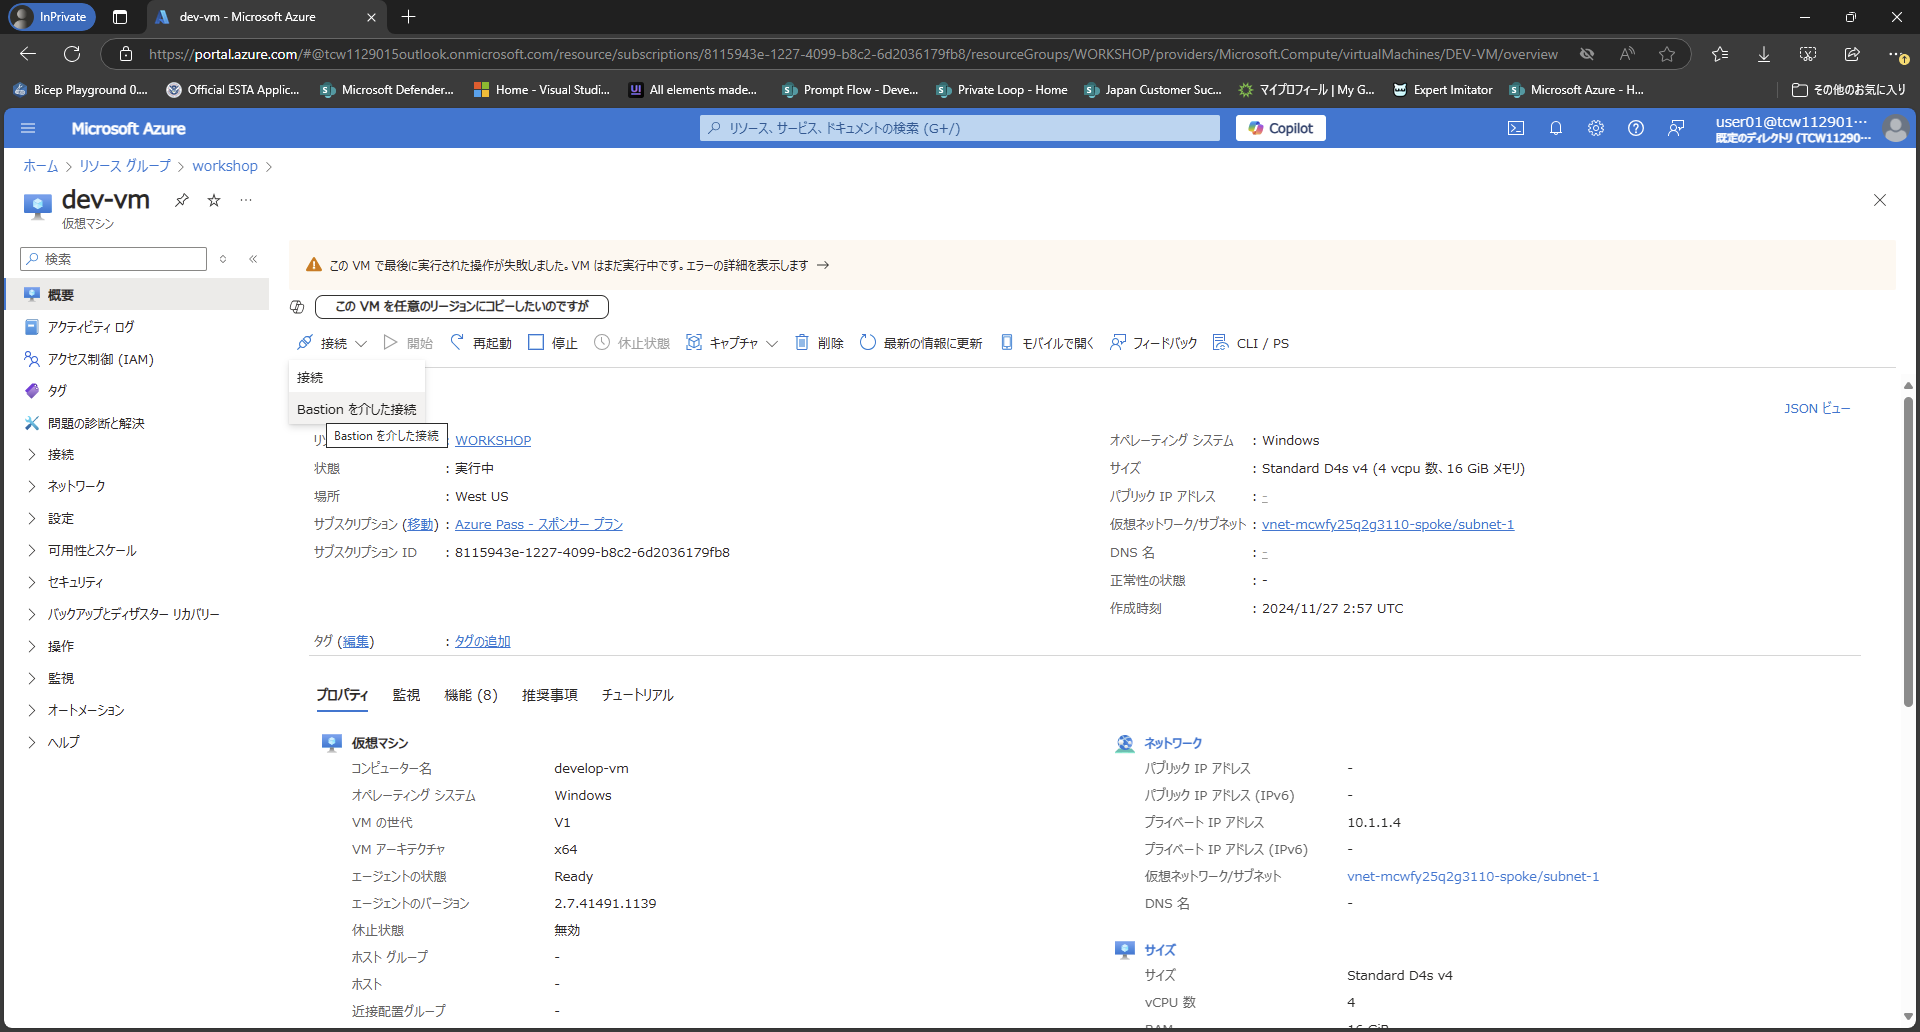 InPrivate
dev-vm - Microsoft Azure
https://portal.azure.com/#@tcw1129015outlook.onmicrosoft.com/resource/subscriptions/8115943e-1227-4099-b8c2-6d2036179fb8/resourceGroups/WORKSHOP/providers/Microsoft.Compute/virtualMachines/DEV-VM/overview
Bicep Playground 0....
Official ESTA Applic...
Microsoft Defender...
Home - Visual Studi...
All elements made...
Prompt Flow - Deve...
Private Loop - Home
Japan Customer Suc...
マイプロフィール | My G...
Expert Imitator
Microsoft Azure - H...
その他のお気に入り
Microsoft Azure
リソース、サービス、ドキュメントの検索 (G+/)
Copilot
user01@tcw112901...
既定のディレクトリ (TCW11290...
ホーム > リソース グループ > workshop >
dev-vm
仮想マシン
検索
概要
アクティビティ ログ
アクセス制御 (IAM)
タグ
問題の診断と解決
接続
ネットワーク
設定
可用性とスケール
セキュリティ
バックアップとディザスター リカバリー
操作
監視
オートメーション
ヘルプ
この VM で最後に実行された操作が失敗しました。VM はまだ実行中です。エラーの詳細を表示します →
この VM を任意のリージョンにコピーしたいのですが
接続
開始
再起動
停止
休止状態
キャプチャ
削除
最新の情報に更新
モバイルで開く
フィードバック
CLI / PS
接続
Bastion を介した接続
Bastion を介した接続
JSON ビュー
リソ
WORKSHOP
状態 : 実行中
場所 : West US
サブスクリプション (移動) : Azure Pass - スポンサー プラン
サブスクリプション ID : 8115943e-1227-4099-b8c2-6d2036179fb8
オペレーティング システム : Windows
サイズ : Standard D4s v4 (4 vcpu 数、16 GiB メモリ)
パブリック IP アドレス : -
仮想ネットワーク/サブネット : vnet-mcwfy25q2g3110-spoke/subnet-1
DNS 名 : -
正常性の状態 : -
作成時刻 : 2024/11/27 2:57 UTC
タグ (編集) : タグの追加
プロパティ
監視
機能 (8)
推奨事項
チュートリアル
仮想マシン
コンピューター名 develop-vm
オペレーティング システム Windows
VM の世代 V1
VM アーキテクチャ x64
エージェントの状態 Ready
エージェントのバージョン 2.7.41491.1139
休止状態 無効
ホスト グループ -
ホスト -
近接配置グループ -
ネットワーク
パブリック IP アドレス -
パブリック IP アドレス (IPv6) -
プライベート IP アドレス 10.1.1.4
プライベート IP アドレス (IPv6) -
仮想ネットワーク/サブネット vnet-mcwfy25q2g3110-spoke/subnet-1
DNS 名 -
サイズ
サイズ Standard D4s v4
vCPU 数 4
RAM 16 GiB